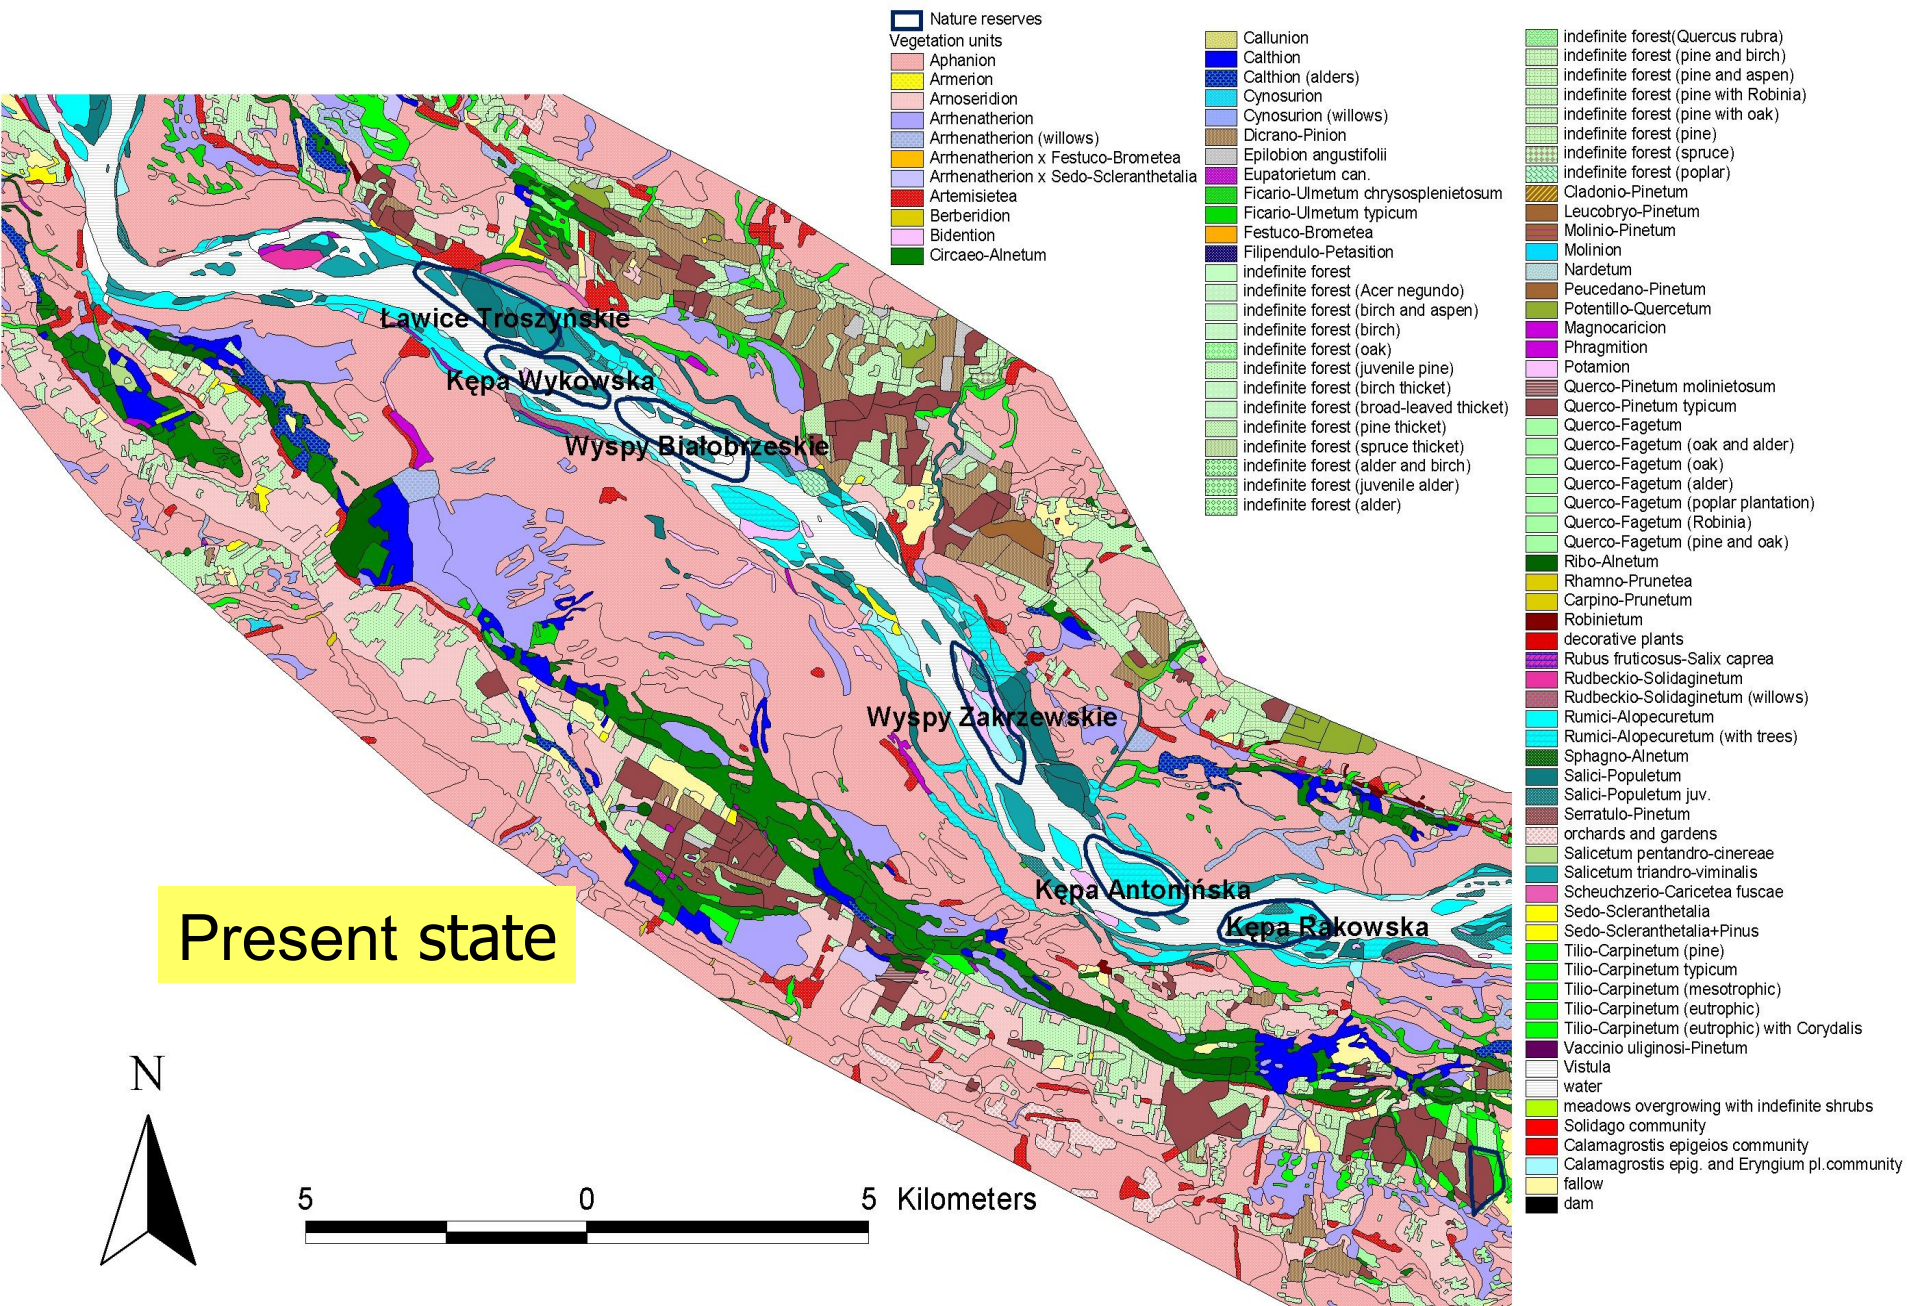 Nature reserves
Vegetation units
Aphanion
Armerion
Arnoseridion
Arrhenatherion
Arrhenatherion (willows)
Arrhenatherion x Festuco-Brometea
Arrhenatherion x Sedo-Scleranthetalia
Artemisietea
Berberidion
Bidention
Circaeo-Alnetum
Callunion
Calthion
Calthion (alders)
Cynosurion
Cynosurion (willows)
Dicrano-Pinion
Epilobion angustifolii
Eupatorietum can.
Ficario-Ulmetum chrysosplenietosum
Ficario-Ulmetum typicum
Festuco-Brometea
Filipendulo-Petasition
indefinite forest
indefinite forest (Acer negundo)
indefinite forest (birch and aspen)
indefinite forest (birch)
indefinite forest (oak)
indefinite forest (juvenile pine)
indefinite forest (birch thicket)
indefinite forest (broad-leaved thicket)
indefinite forest (pine thicket)
indefinite forest (spruce thicket)
indefinite forest (alder and birch)
indefinite forest (juvenile alder)
indefinite forest (alder)
indefinite forest(Quercus rubra)
indefinite forest (pine and birch)
indefinite forest (pine and aspen)
indefinite forest (pine with Robinia)
indefinite forest (pine with oak)
indefinite forest (pine)
indefinite forest (spruce)
indefinite forest (poplar)
Cladonio-Pinetum
Leucobryo-Pinetum
Molinio-Pinetum
Molinion
Nardetum
Peucedano-Pinetum
Potentillo-Quercetum
Magnocaricion
Phragmition
Potamion
Querco-Pinetum molinietosum
Querco-Pinetum typicum
Querco-Fagetum
Querco-Fagetum (oak and alder)
Querco-Fagetum (oak)
Querco-Fagetum (alder)
Querco-Fagetum (poplar plantation)
Querco-Fagetum (Robinia)
Querco-Fagetum (pine and oak)
Ribo-Alnetum
Rhamno-Prunetea
Carpino-Prunetum
Robinietum
decorative plants
Rubus fruticosus-Salix caprea
Rudbeckio-Solidaginetum
Rudbeckio-Solidaginetum (willows)
Rumici-Alopecuretum
Rumici-Alopecuretum (with trees)
Sphagno-Alnetum
Salici-Populetum
Salici-Populetum juv.
Serratulo-Pinetum
orchards and gardens
Salicetum pentandro-cinereae
Salicetum triandro-viminalis
Scheuchzerio-Caricetea fuscae
Sedo-Scleranthetalia
Sedo-Scleranthetalia+Pinus
Tilio-Carpinetum (pine)
Tilio-Carpinetum typicum
Tilio-Carpinetum (mesotrophic)
Tilio-Carpinetum (eutrophic)
Tilio-Carpinetum (eutrophic) with Corydalis
Vaccinio uliginosi-Pinetum
Vistula
water
meadows overgrowing with indefinite shrubs
Solidago community
Calamagrostis epigeios community
Calamagrostis epig. and Eryngium pl.community
fallow
dam
Ławice Troszyńskie
Kępa Wykowska
Wyspy Białobrzeskie
Wyspy Zakrzewskie
Kępa Antonińska
Kępa Rakowska
Present state
N
5 0 5 Kilometers